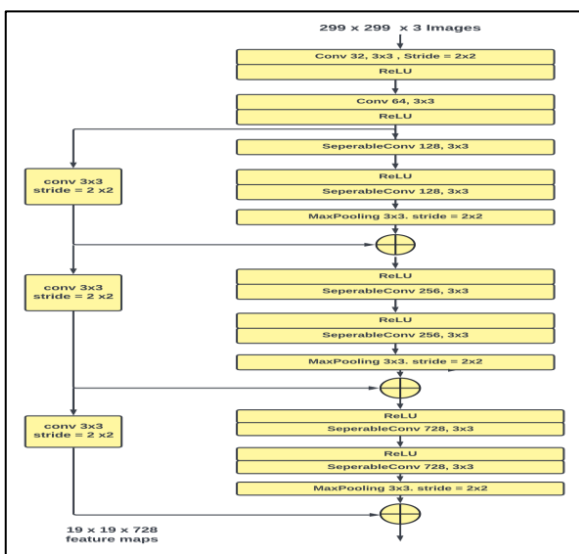 299 x 299 x 3 Images
Conv 32, 3x3 , Stride = 2x2
ReLU
Conv 64, 3x3
ReLU
SeperableConv 128, 3x3
conv 3x3
stride = 2 x2
ReLU
SeperableConv 128, 3x3
MaxPooling 3x3. stride = 2x2
conv 3x3
stride = 2 x2
ReLU
SeperableConv 256, 3x3
ReLU
SeperableConv 256, 3x3
MaxPooling 3x3. stride = 2x2
conv 3x3
stride = 2 x2
ReLU
SeperableConv 728, 3x3
ReLU
SeperableConv 728, 3x3
MaxPooling 3x3. stride = 2x2
19 x 19 x 728
feature maps